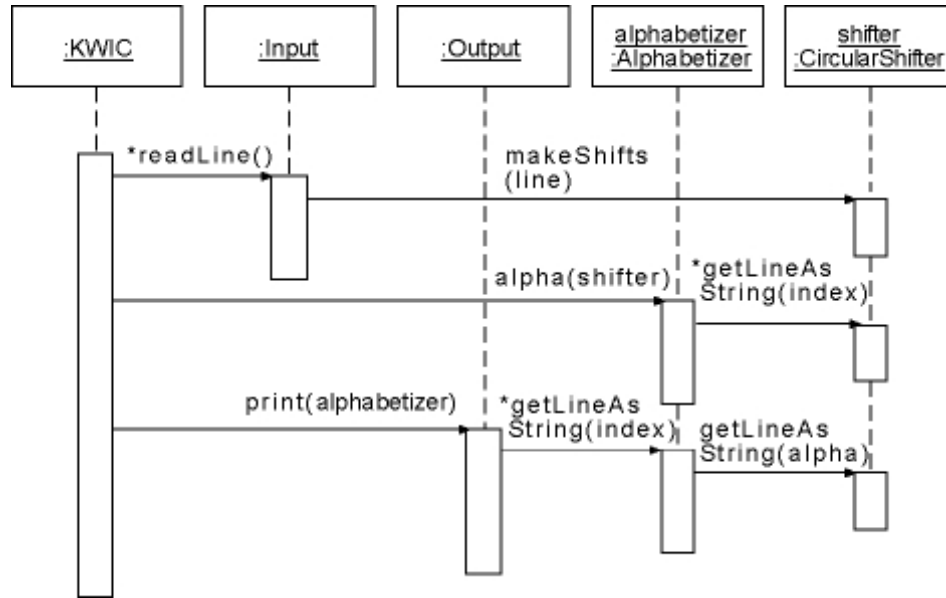 :KWIC
:Input
:Output
alphabetizer
:Alphabetizer
shifter
:CircularShifter
*readLine()
makeShifts
(line)
alpha(shifter)
*getLineAs
String(index)
print(alphabetizer)
*getLineAs
String(index)
getLineAs
String(alpha)